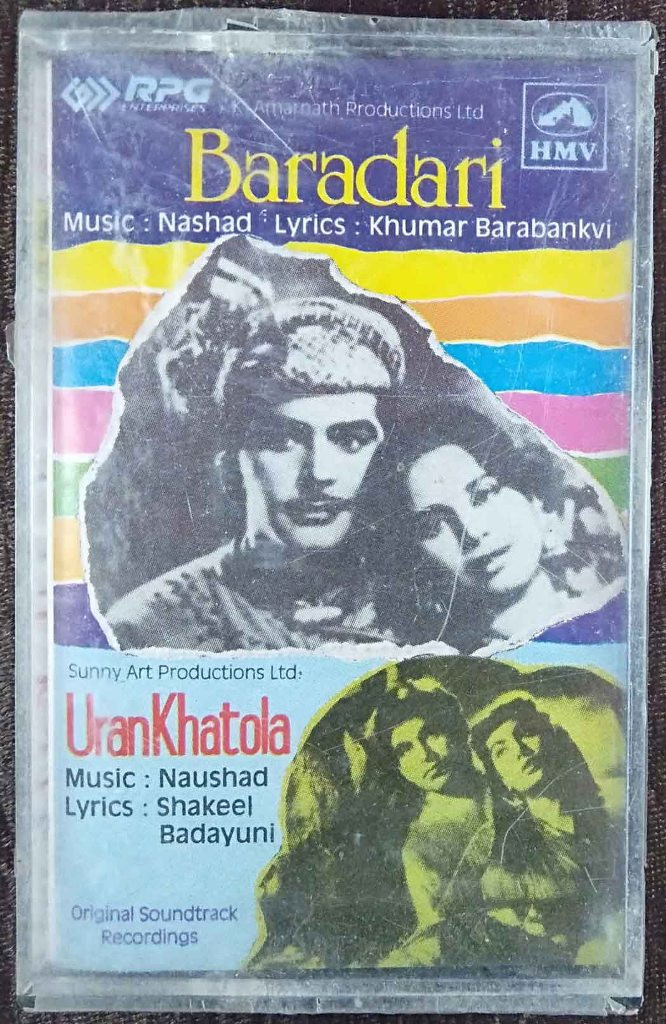 RPG
ENTERPRISES
K. Amarnath Productions Ltd
HMV
Baradari
Music : Nashad Lyrics : Khumar Barabankvi
Sunny Art Productions Ltd.
UranKhatola
Music : Naushad
Lyrics : Shakeel
Badayuni
Original Soundtrack
Recordings